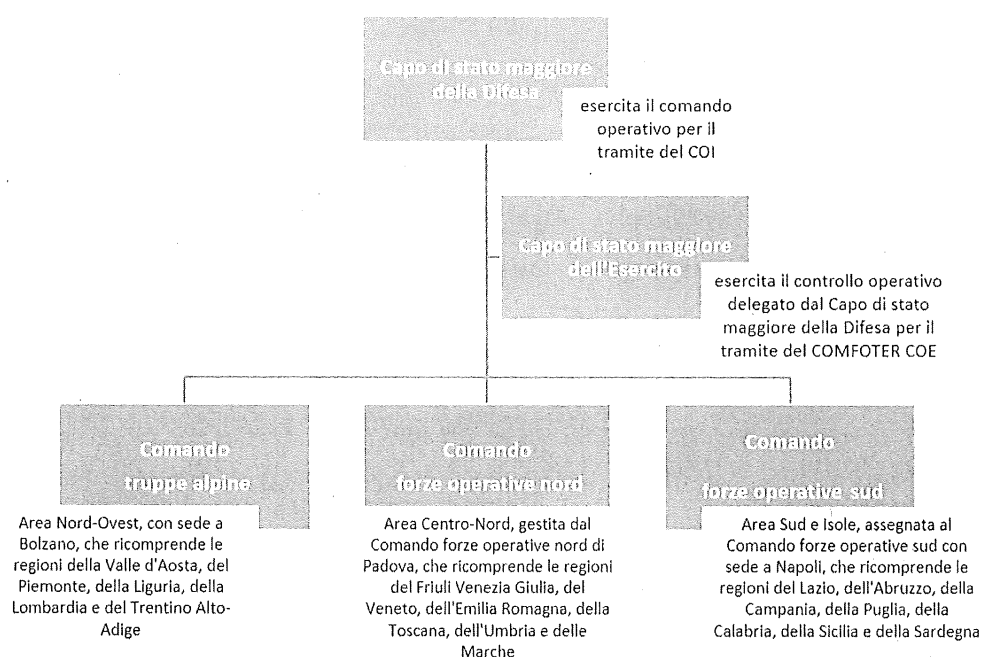 Capo di stato maggiore
della Difesa
esercita il comando
operativo per il
tramite del COI
Capo di stato maggiore
dell'Esercito
esercita il controllo operativo
delegato dal Capo di stato
maggiore della Difesa per il
tramite del COMFOTER COE
Comando
truppe alpine
Area Nord-Ovest, con sede a
Bolzano, che ricomprende le
regioni della Valle d'Aosta, del
Piemonte, della Liguria, della
Lombardia e del Trentino Alto-
Adige
Comando
forze operative nord
Area Centro-Nord, gestita dal
Comando forze operative nord di
Padova, che ricomprende le regioni
del Friuli Venezia Giulia, del
Veneto, dell'Emilia Romagna, della
Toscana, dell'Umbria e delle
Marche
Comando
forze operative sud
Area Sud e Isole, assegnata al
Comando forze operative sud con
sede a Napoli, che ricomprende le
regioni del Lazio, dell'Abruzzo, della
Campania, della Puglia, della
Calabria, della Sicilia e della Sardegna